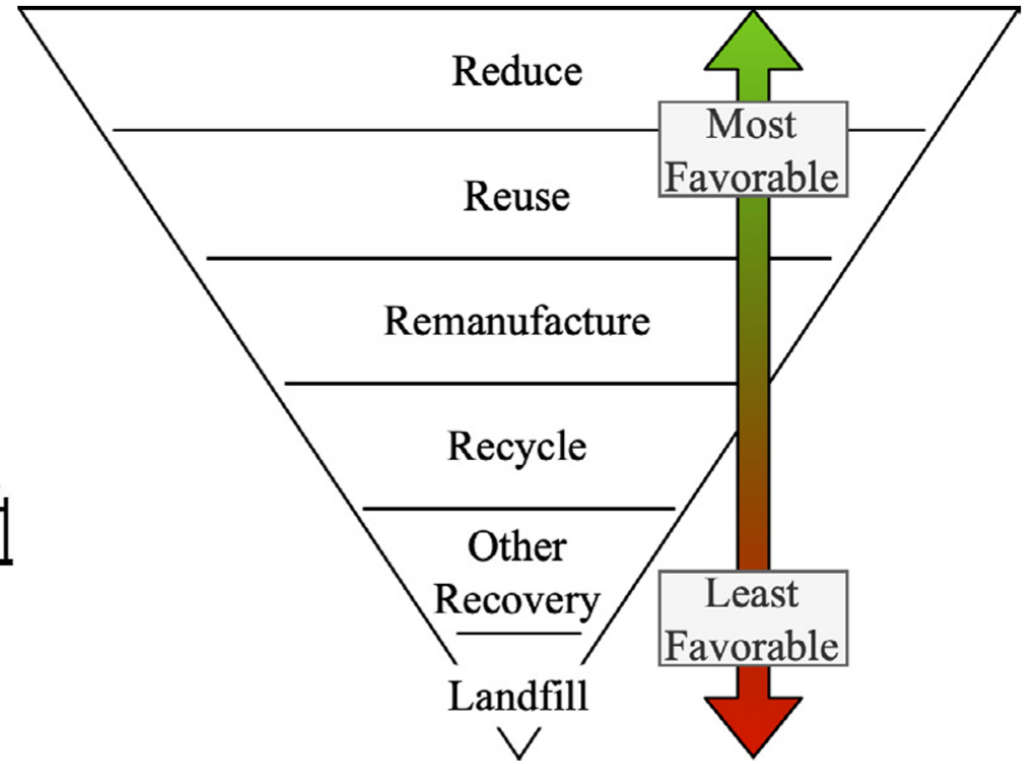 Reduce
Most
Favorable
Reuse
Remanufacture
Recycle
Other
Recovery
Least
Favorable
Landfill